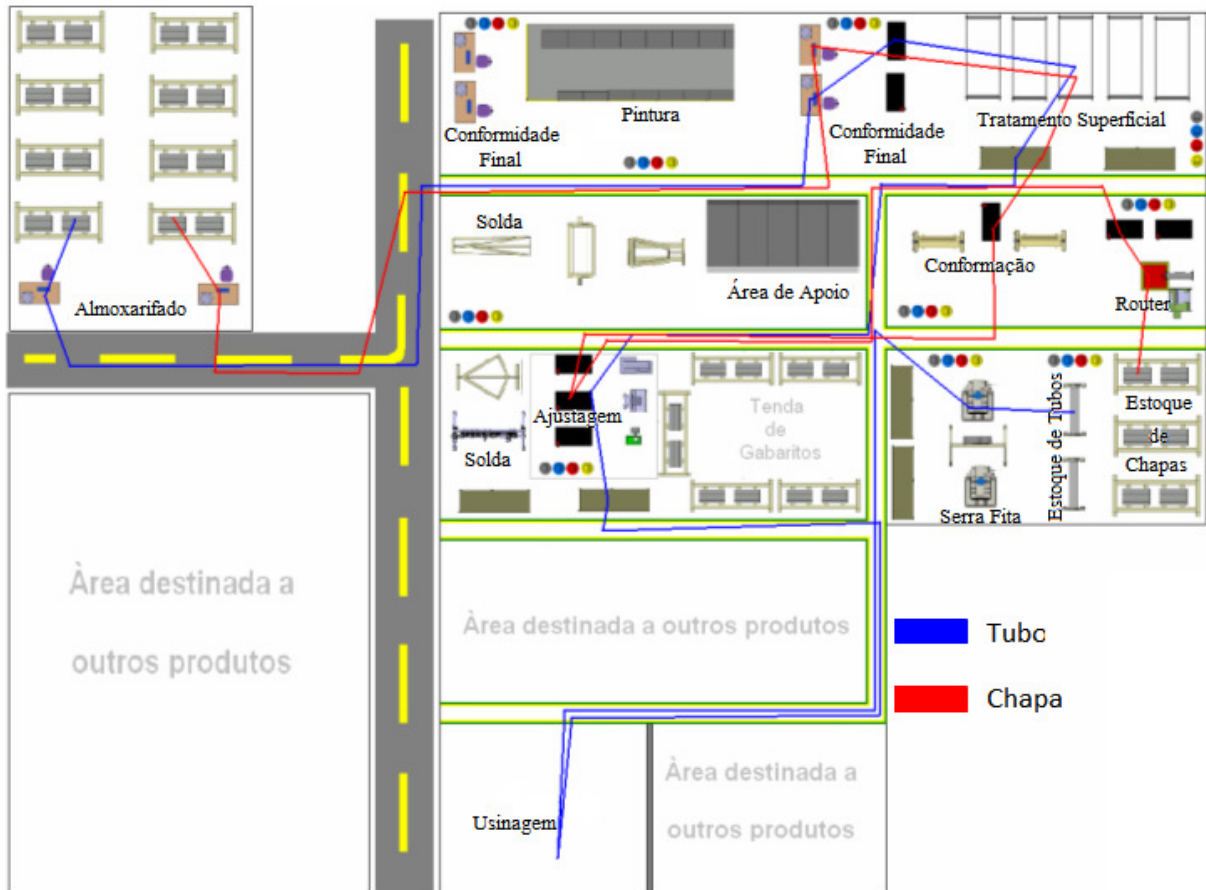 Conformidade
Final
Pintura
Conformidade
Final
Tratamento Superficial
Almoxarifado
Solda
Área de Apoio
Conformação
Router
Ajustagem
Solda
Tenda
de
Gabaritos
Serra Fita
Estoque de Tubos
Estoque
de
Chapas
Àrea destinada a
outros produtos
Àrea destinada a outros produtos
Tubo
Chapa
Usinagem
Àrea destinada a
outros produtos